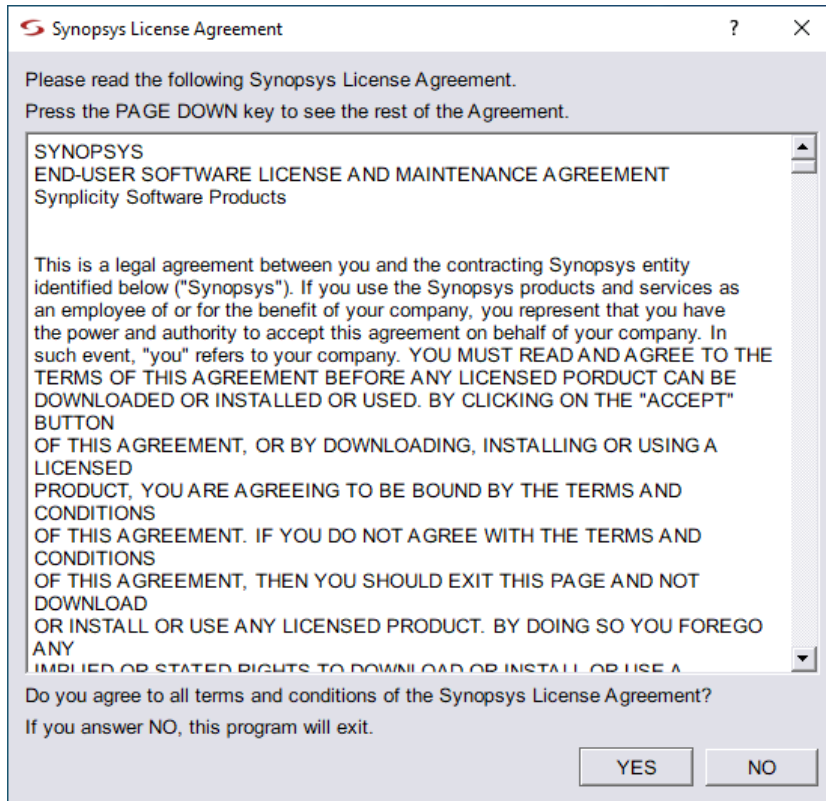 Synopsys License Agreement
?
Please read the following Synopsys License Agreement.
Press the PAGE DOWN key to see the rest of the Agreement.
SYNOPSYS
END-USER SOFTWARE LICENSE AND MAINTENANCE AGREEMENT
Synplicity Software Products
This is a legal agreement between you and the contracting Synopsys entity
identified below ("Synopsys"). If you use the Synopsys products and services as
an employee of or for the benefit of your company, you represent that you have
the power and authority to accept this agreement on behalf of your company. In
such event, "you" refers to your company. YOU MUST READ AND AGREE TO THE
TERMS OF THIS AGREEMENT BEFORE ANY LICENSED PORDUCT CAN BE
DOWNLOADED OR INSTALLED OR USED. BY CLICKING ON THE "ACCEPT"
BUTTON
OF THIS AGREEMENT, OR BY DOWNLOADING, INSTALLING OR USING A
LICENSED
PRODUCT, YOU ARE AGREEING TO BE BOUND BY THE TERMS AND
CONDITIONS
OF THIS AGREEMENT. IF YOU DO NOT AGREE WITH THE TERMS AND
CONDITIONS
OF THIS AGREEMENT, THEN YOU SHOULD EXIT THIS PAGE AND NOT
DOWNLOAD
OR INSTALL OR USE ANY LICENSED PRODUCT. BY DOING SO YOU FOREGO
ANY
IMPLIED OR STATED RIGHTS TO DOWNLOAD OR INSTALL OR USE A
Do you agree to all terms and conditions of the Synopsys License Agreement?
If you answer NO, this program will exit.
YES
NO